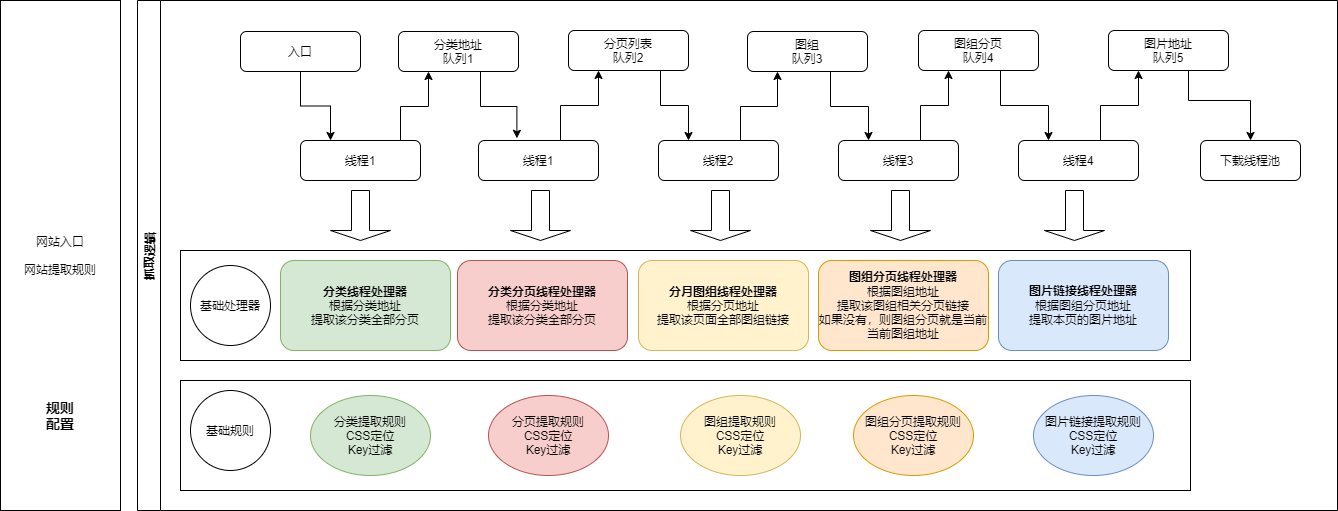 网站入口
网站提取规则
规则
配置
抓取逻辑
入口
分类地址
队列1
分页列表
队列2
图组
队列3
图组分页
队列4
图片地址
队列5
线程1
线程1
线程2
线程3
线程4
下载线程池
基础处理器
分类线程处理器
根据分类地址
提取该分类全部分页
分类分页线程处理器
根据分类地址
提取该分类全部分页
分月图组线程处理器
根据分页地址
提取该页面全部图组链接
图组分页线程处理器
根据图组地址
提取该图组相关分页链接
如果没有，则图组分页就是当前
当前图组地址
图片链接线程处理器
根据图组分页地址
提取本页的图片地址
基础规则
分类提取规则
CSS定位
Key过滤
分页提取规则
CSS定位
Key过滤
图组提取规则
CSS定位
Key过滤
图组分页提取规则
CSS定位
Key过滤
图片链接提取规则
CSS定位
Key过滤